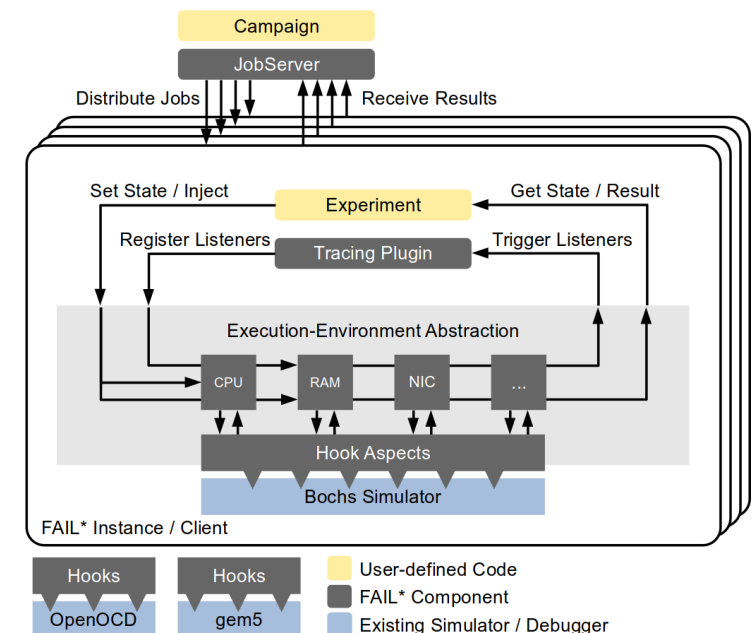 Campaign
JobServer
Distribute Jobs
Receive Results
Set State / Inject
Experiment
Get State / Result
Register Listeners
Tracing Plugin
Trigger Listeners
Execution-Environment Abstraction
CPU
RAM
NIC
...
Hook Aspects
Bochs Simulator
FAIL* Instance / Client
Hooks
Hooks
User-defined Code
FAIL* Component
OpenOCD
gem5
Existing Simulator / Debugger